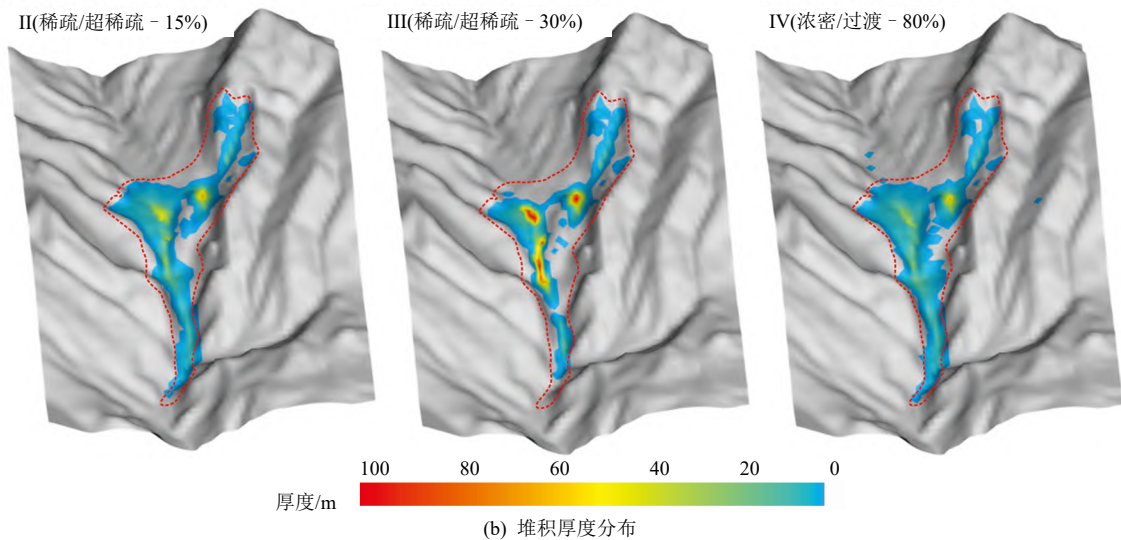 II(稀疏/超稀疏 - 15%)
III(稀疏/超稀疏 - 30%)
IV(浓密/过渡 - 80%)
100 80 60 40 20 0
厚度/m
(b) 堆积厚度分布